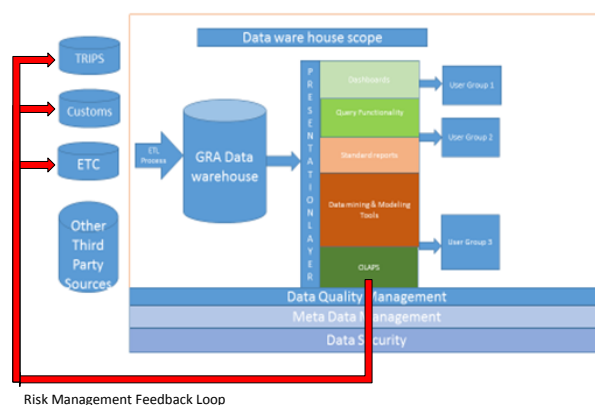 Data ware house scope
TRIPS
Customs
ETC
Other
Third
Party
Sources
ETL
Process
GRA Data
warehouse
PRESENTATIONLAYER
Dashboards
Query Functionality
Standard reports
Data mining & Modeling
Tools
OLAPS
User Group 1
User Group 2
User Group 3
Data Quality Management
Meta Data Management
Data Security
Risk Management Feedback Loop